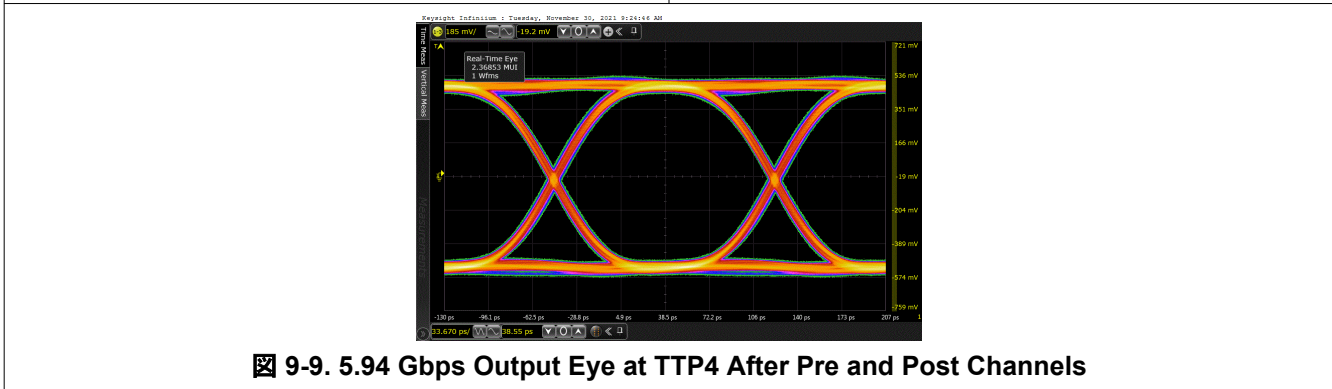 Keysight Infiniium : Tuesday, November 30, 2021 9:24:46 AM
185 mV/ -19.2 mV
Time Meas
Vertical Meas
Measurements
Real-Time Eye
2.36853 MUI
1 Wfms
721 mV
536 mV
351 mV
166 mV
-19 mV
-204 mV
-389 mV
-574 mV
-759 mV
-130 ps -96.1 ps -62.5 ps -28.8 ps 4.9 ps 38.5 ps 72.2 ps 106 ps 140 ps 173 ps 207 ps
33.670 ps/ 38.55 ps
図 9-9. 5.94 Gbps Output Eye at TTP4 After Pre and Post Channels